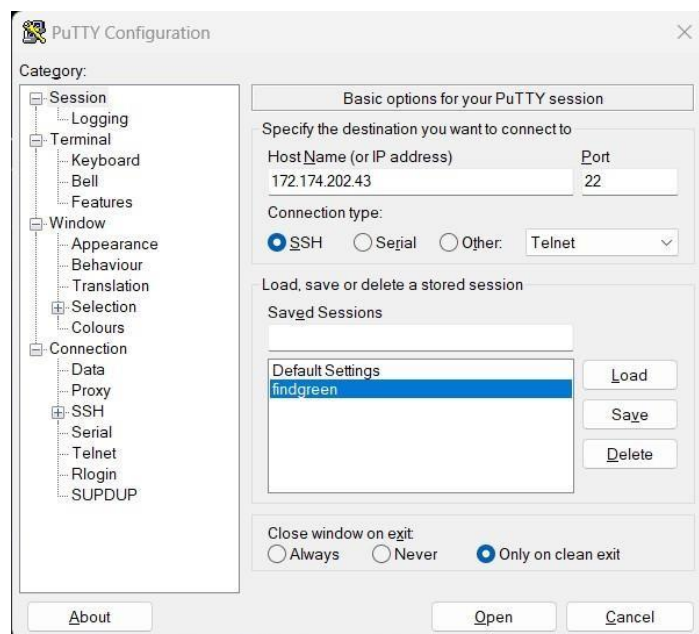 PuTTY Configuration
Category:
Session
Logging
Terminal
Keyboard
Bell
Features
Window
Appearance
Behaviour
Translation
Selection
Colours
Connection
Data
Proxy
SSH
Serial
Telnet
Rlogin
SUPDUP
Basic options for your PuTTY session
Specify the destination you want to connect to
Host Name (or IP address) Port
172.174.202.43 22
Connection type:
SSH Serial Other: Telnet
Load, save or delete a stored session
Saved Sessions
Default Settings
findgreen
Load
Save
Delete
Close window on exit:
Always Never Only on clean exit
About Open Cancel